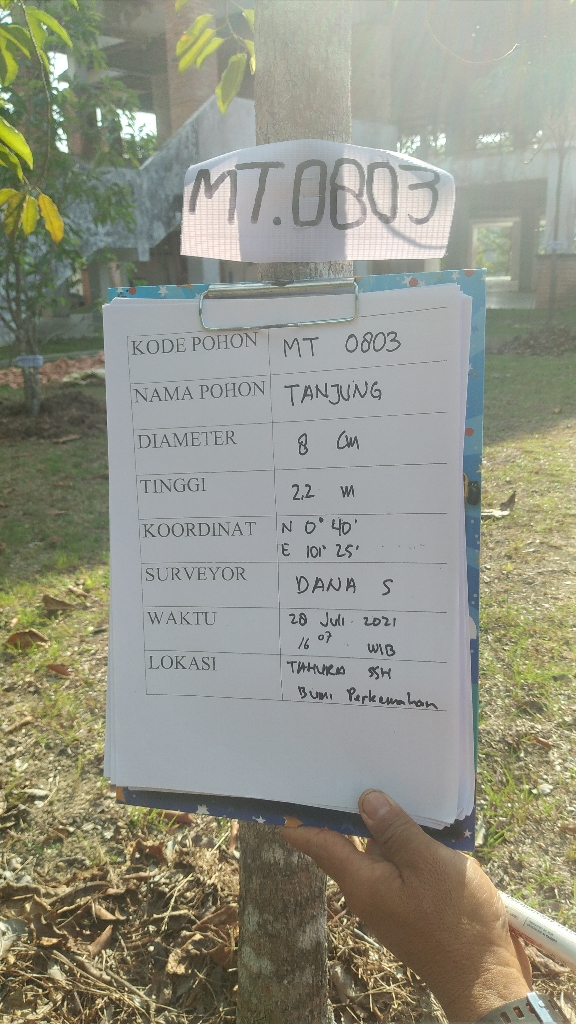 MT.0803
KODE POHON MT 0803
NAMA POHON TANJUNG
DIAMETER 8 cm
TINGGI 2,2 m
KOORDINAT N 0° 40'
E 101° 25'
SURVEYOR DANA S
WAKTU 28 Juli 2021
16 07 WIB
LOKASI TAHURA SSH
Bumi Perkemahan